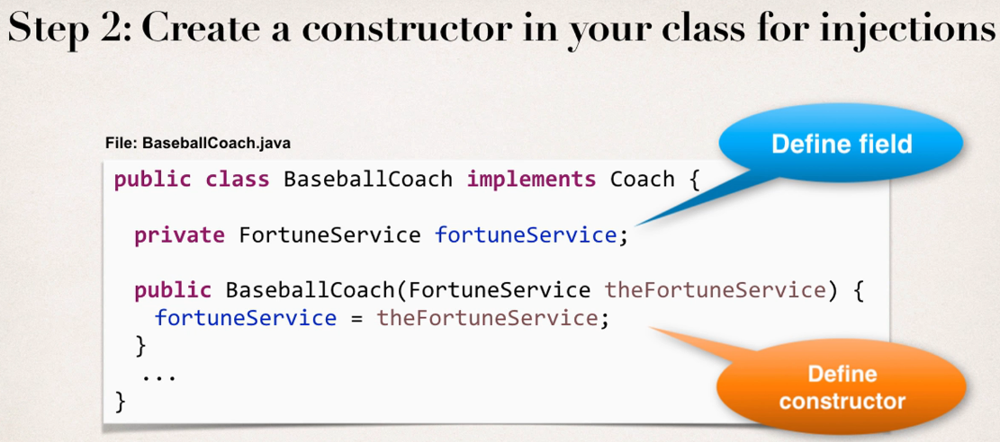 Step 2: Create a constructor in your class for injections
File: BaseballCoach.java
Define field
public class BaseballCoach implements Coach {
private FortuneService fortuneService;
public BaseballCoach(FortuneService theFortuneService) {
fortuneService = theFortuneService;
}
...
}
Define
constructor